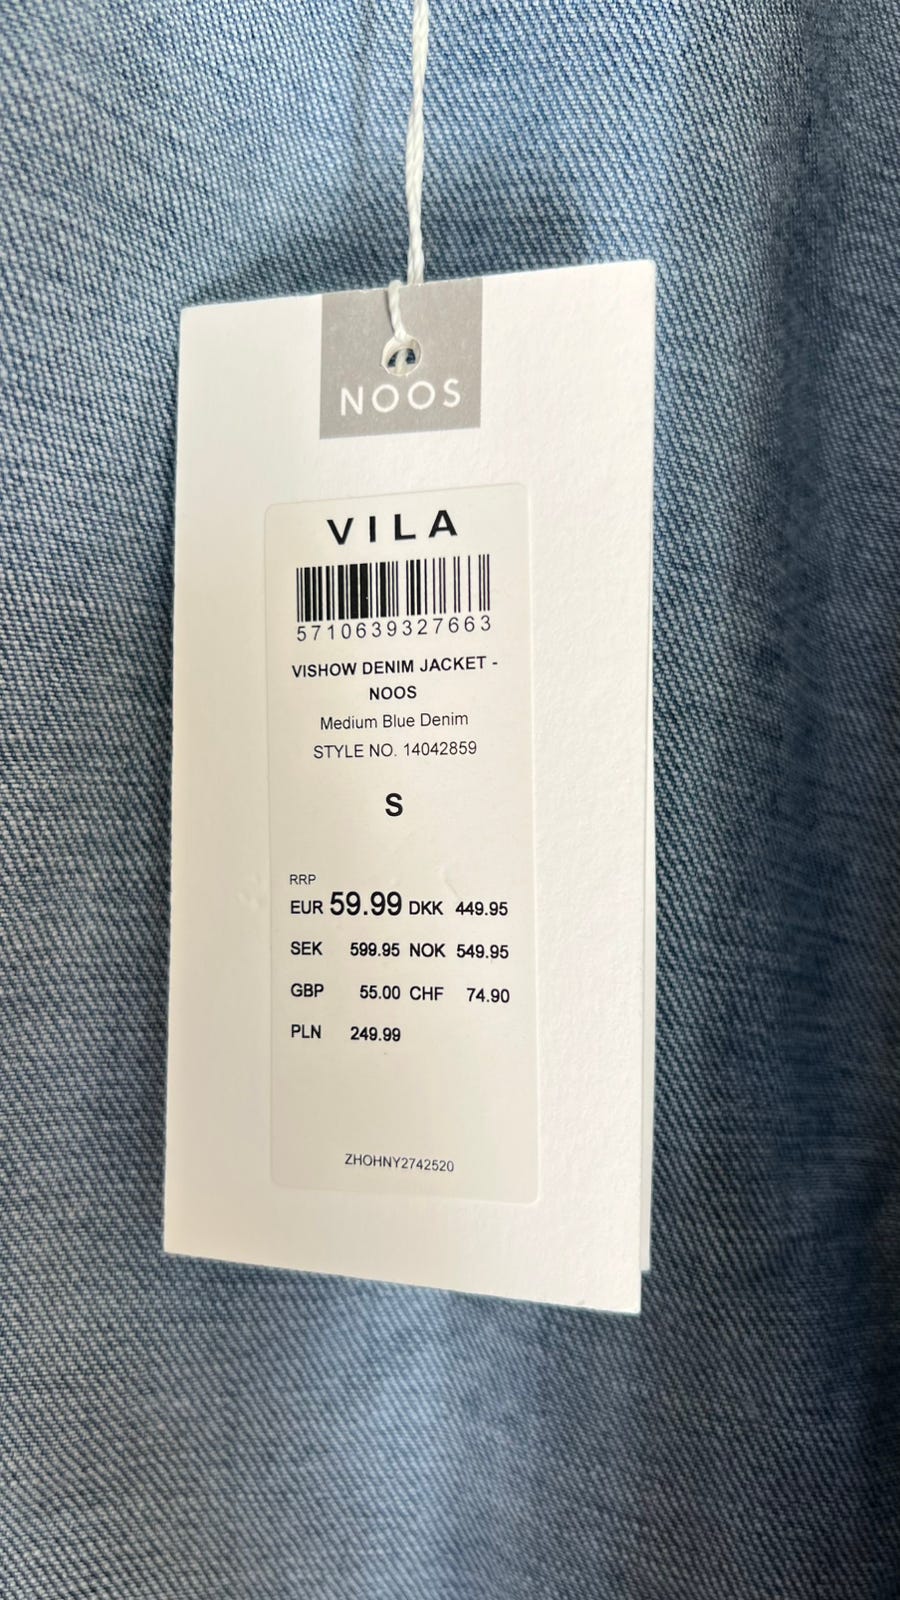 NOOS
VILA
5710639327663
VISHOW DENIM JACKET -
NOOS
Medium Blue Denim
STYLE NO. 14042859
S
RRP
EUR 59.99 DKK 449.95
SEK 599.95 NOK 549.95
GBP 55.00 CHF 74.90
PLN 249.99
ZHOHNY2742520